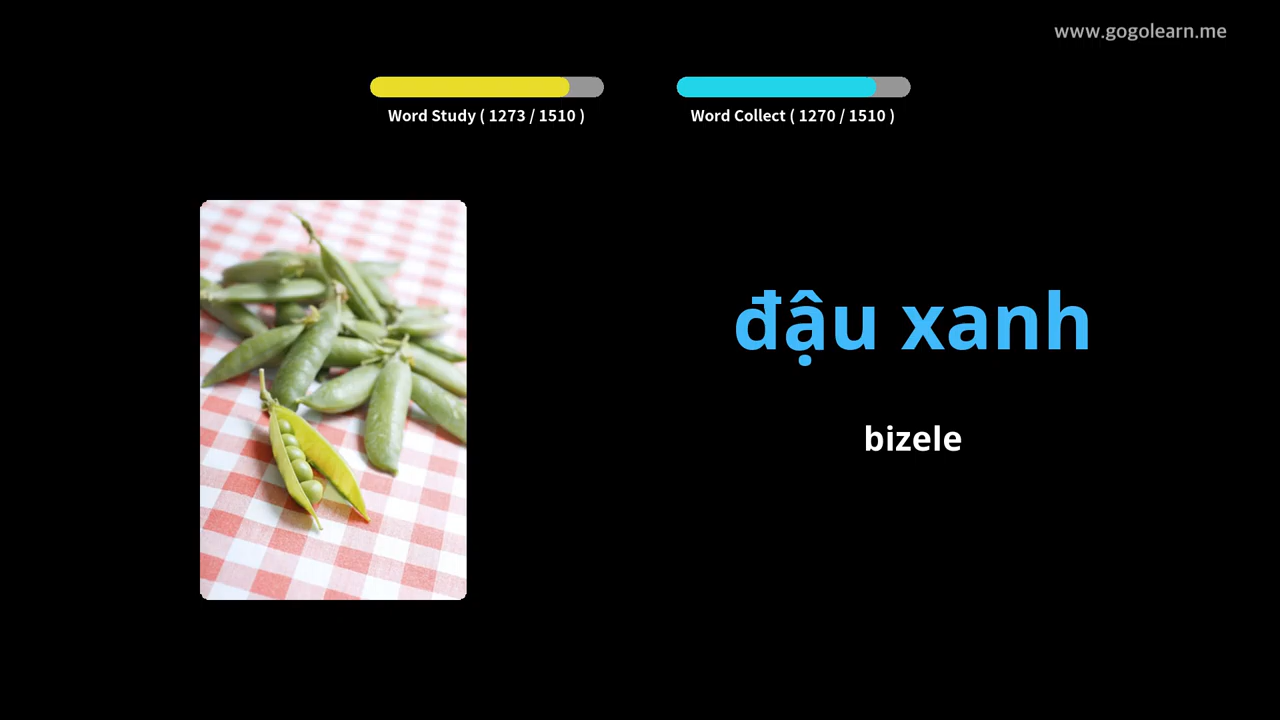 www.gogolearn.me
Word Study ( 1273 / 1510 )
Word Collect ( 1270 / 1510 )
đậu xanh
bizele